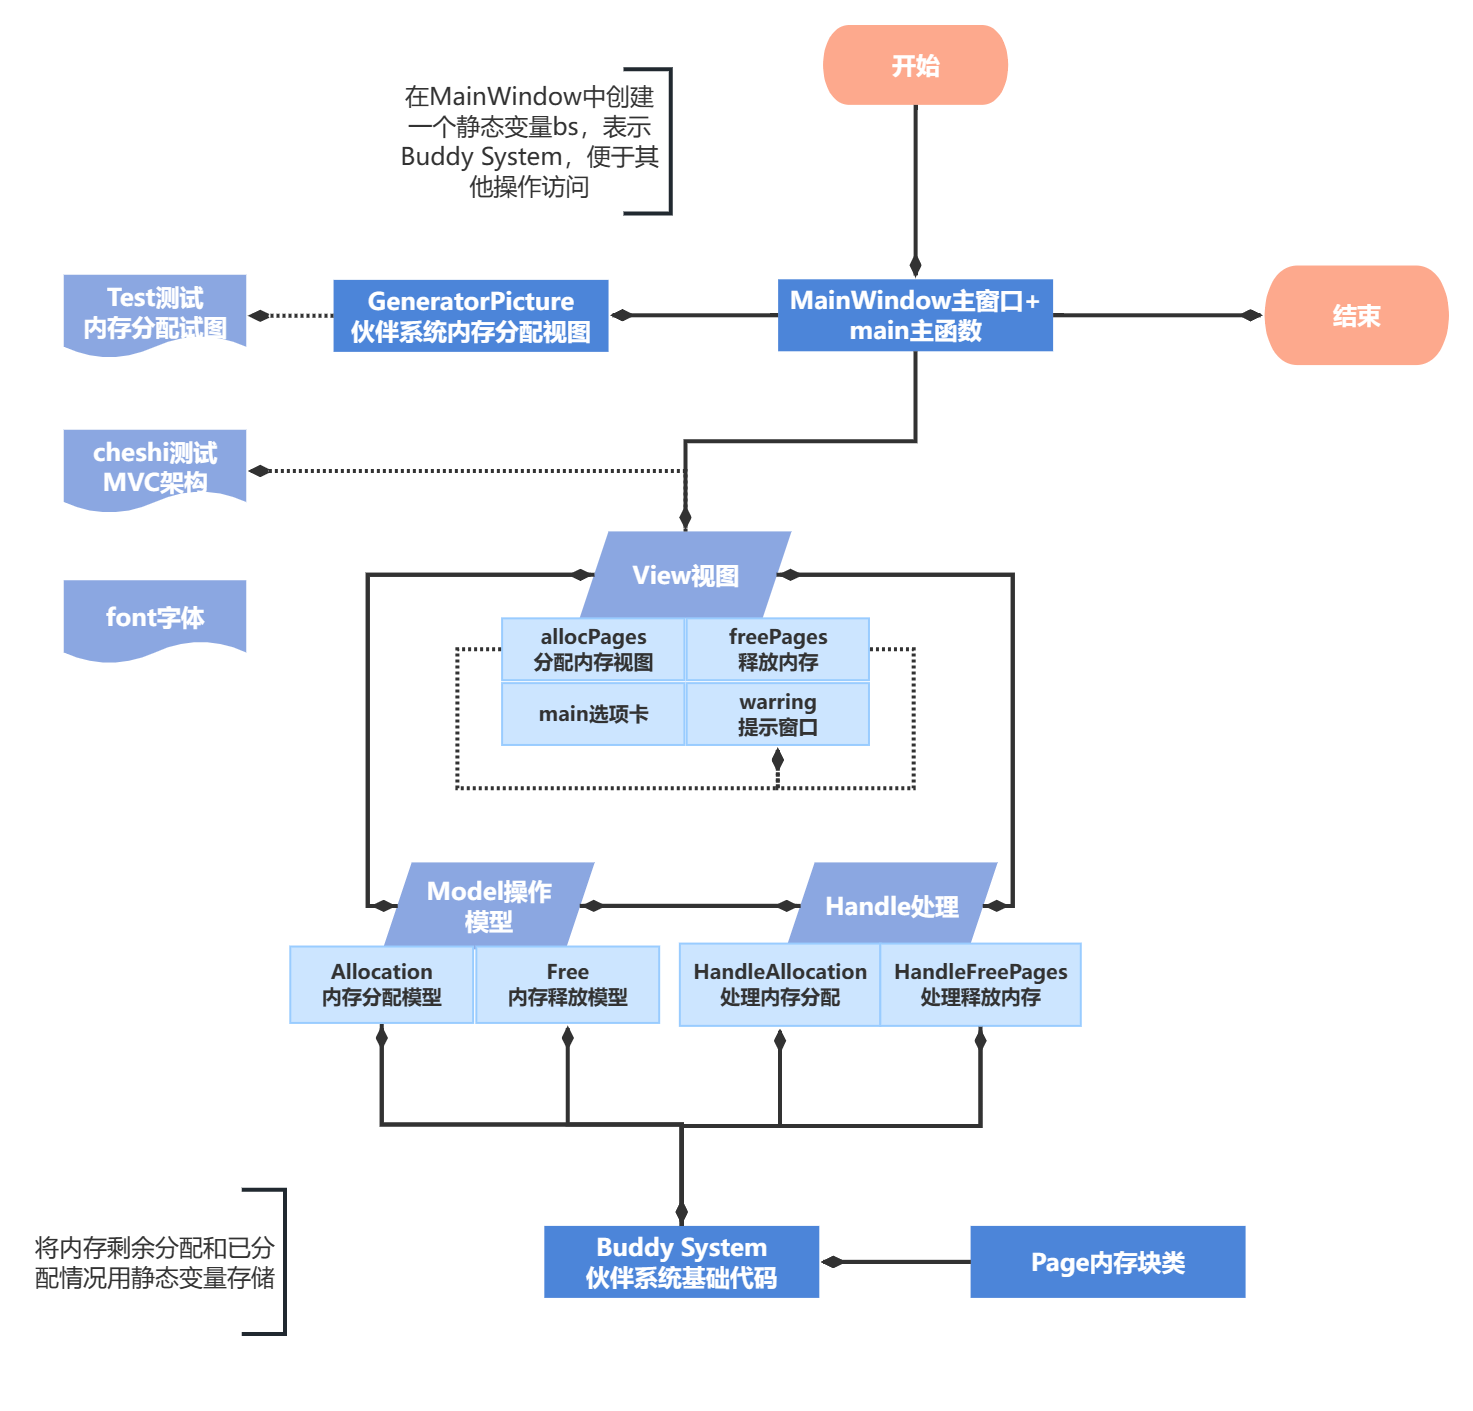 开始
在MainWindow中创建
一个静态变量bs，表示
Buddy System，便于其
他操作访问
Test测试
内存分配试图
GeneratorPicture
伙伴系统内存分配视图
MainWindow主窗口+
main主函数
结束
cheshi测试
MVC架构
View视图
font字体
allocPages
分配内存视图
freePages
释放内存
main选项卡
warring
提示窗口
Model操作
模型
Handle处理
Allocation
内存分配模型
Free
内存释放模型
HandleAllocation
处理内存分配
HandleFreePages
处理释放内存
将内存剩余分配和已分
配情况用静态变量存储
Buddy System
伙伴系统基础代码
Page内存块类